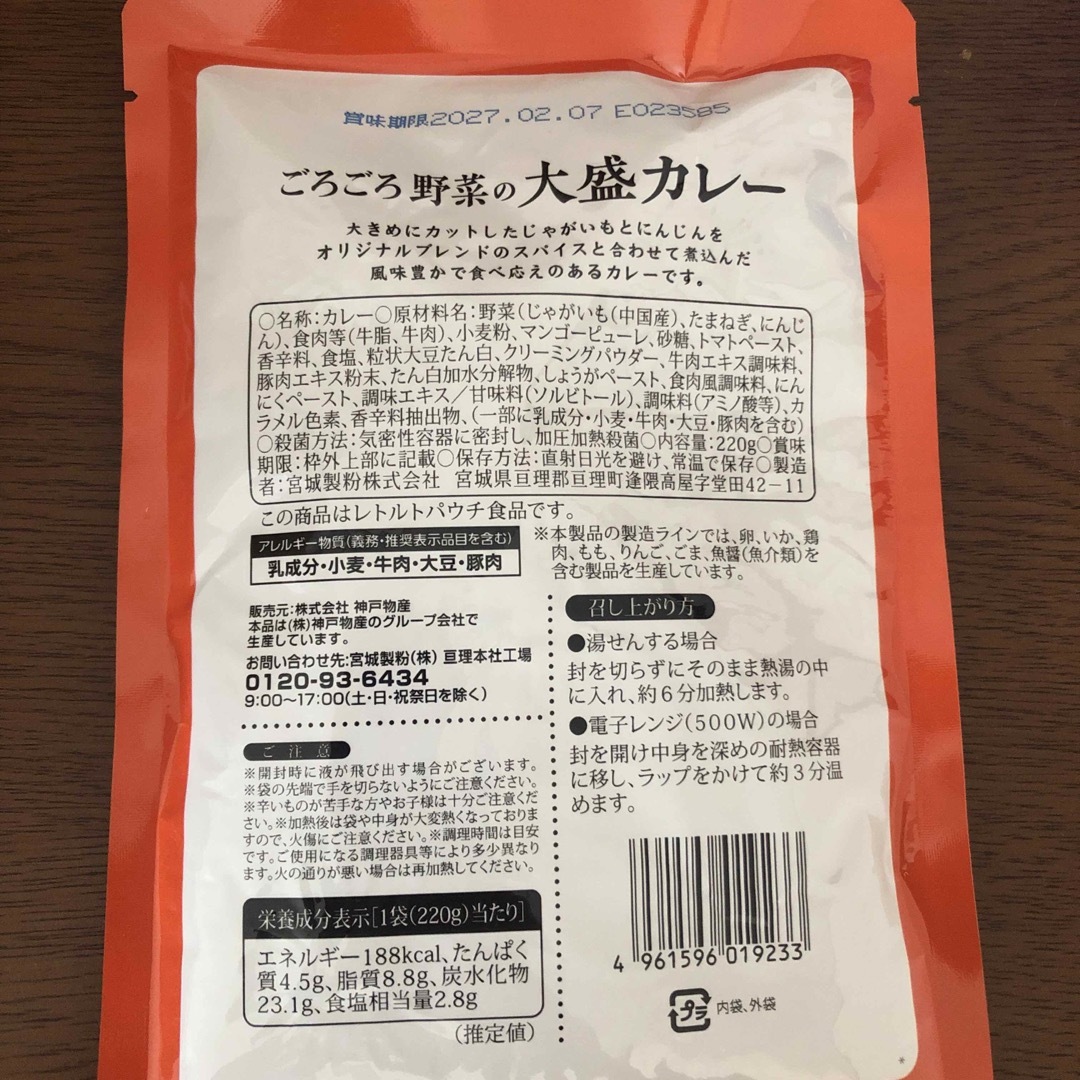 賞味期限2027.02.07 E023585
ごろごろ野菜の大盛カレー
大きめにカットしたじゃがいもとにんじんを
オリジナルブレンドのスパイスと合わせて煮込んだ
風味豊かで食べ応えのあるカレーです。
○名称:カレー○原材料名:野菜(じゃがいも(中国産)、たまねぎ、にんじ
ん)、食肉等(牛脂、牛肉)、小麦粉、マンゴーピューレ、砂糖、トマトペースト、
香辛料、食塩、粒状大豆たん白、クリーミングパウダー、牛肉エキス調味料、
豚肉エキス粉末、たん白加水分解物、しょうがペースト、食肉風調味料、にん
にくペースト、調味エキス/甘味料(ソルビトール)、調味料(アミノ酸等)、カ
ラメル色素、香辛料抽出物、(一部に乳成分・小麦・牛肉・大豆・豚肉を含む)
○殺菌方法:気密性容器に密封し、加圧加熱殺菌○内容量:220g○賞味
期限:枠外上部に記載○保存方法:直射日光を避け、常温で保存○製造
者:宮城製粉株式会社 宮城県亘理郡亘理町逢隈高屋字堂田42-11
この商品はレトルトパウチ食品です。
アレルギー物質(義務・推奨表示品目を含む)
乳成分・小麦・牛肉・大豆・豚肉
※本製品の製造ラインでは、卵、いか、鶏
肉、もも、りんご、ごま、魚醤(魚介類)を
含む製品を生産しています。
販売元:株式会社 神戸物産
本品は(株)神戸物産のグループ会社で
生産しています。
お問い合わせ先:宮城製粉(株) 亘理本社工場
0120-93-6434
9:00〜17:00(土・日・祝祭日を除く)
ご注意
※開封時に液が飛び出す場合がございます。
※袋の先端で手を切らないようにご注意ください。
※辛いものが苦手な方やお子様は十分ご注意くださ
い。※加熱後は袋や中身が大変熱くなっておりま
すので、火傷にご注意ください。※調理時間は目安
です。ご使用になる調理器具等により多少異なり
ます。火の通りが悪い場合は再加熱してください。
栄養成分表示[1袋(220g)当たり]
エネルギー188kcal、たんぱく
質4.5g、脂質8.8g、炭水化物
23.1g、食塩相当量2.8g
(推定値)
召し上がり方
●湯せんする場合
封を切らずにそのまま熱湯の中
に入れ、約6分加熱します。
●電子レンジ(500W)の場合
封を開け中身を深めの耐熱容器
に移し、ラップをかけて約3分温
めます。
4 961596 019233
プラ 内袋、外袋